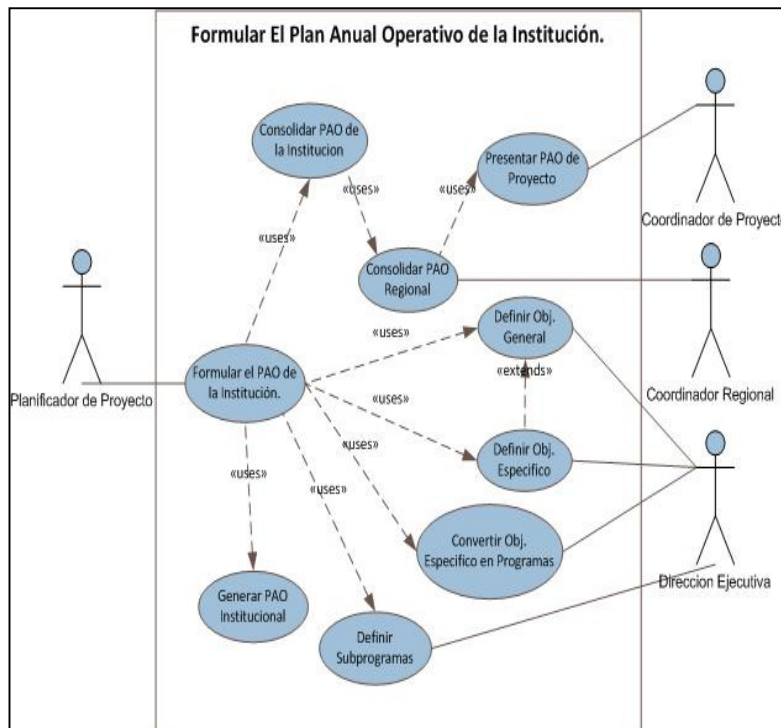 Formular El Plan Anual Operativo de la Institución.
Consolidar PAO de
la Institucion
Presentar PAO de
Proyecto
«uses»
«uses»
«uses»
Coordinador de Proyecto
Consolidar PAO
Regional
Definir Obj.
General
«uses»
«extends»
Formular el PAO de
la Institución.
Planificador de Proyecto
Coordinador Regional
«uses»
Definir Obj.
Especifico
«uses»
«uses»
«uses»
Convertir Obj.
Especifico en Programas
Direccion Ejecutiva
Generar PAO
Institucional
Definir
Subprogramas